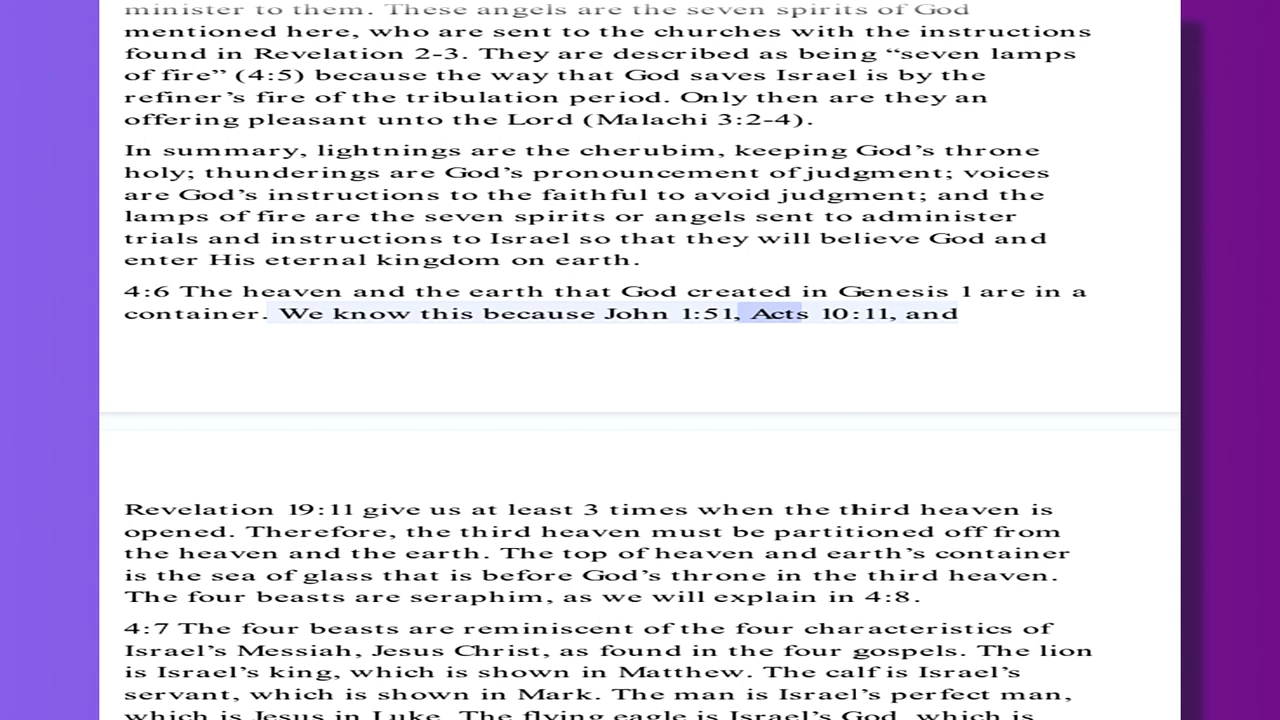 minister to them. These angels are the seven spirits of God
mentioned here, who are sent to the churches with the instructions
found in Revelation 2-3. They are described as being “seven lamps
of fire” (4:5) because the way that God saves Israel is by the
refiner’s fire of the tribulation period. Only then are they an
offering pleasant unto the Lord (Malachi 3:2-4).
In summary, lightnings are the cherubim, keeping God’s throne
holy; thunderings are God’s pronouncement of judgment; voices
are God’s instructions to the faithful to avoid judgment; and the
lamps of fire are the seven spirits or angels sent to administer
trials and instructions to Israel so that they will believe God and
enter His eternal kingdom on earth.
4:6 The heaven and the earth that God created in Genesis 1 are in a
container. We know this because John 1:51, Acts 10:11, and
Revelation 19:11 give us at least 3 times when the third heaven is
opened. Therefore, the third heaven must be partitioned off from
the heaven and the earth. The top of heaven and earth’s container
is the sea of glass that is before God’s throne in the third heaven.
The four beasts are seraphim, as we will explain in 4:8.
4:7 The four beasts are reminiscent of the four characteristics of
Israel’s Messiah, Jesus Christ, as found in the four gospels. The lion
is Israel’s king, which is shown in Matthew. The calf is Israel’s
servant, which is shown in Mark. The man is Israel’s perfect man,
which is Jesus in Luke. The flying eagle is Israel’s God, which is